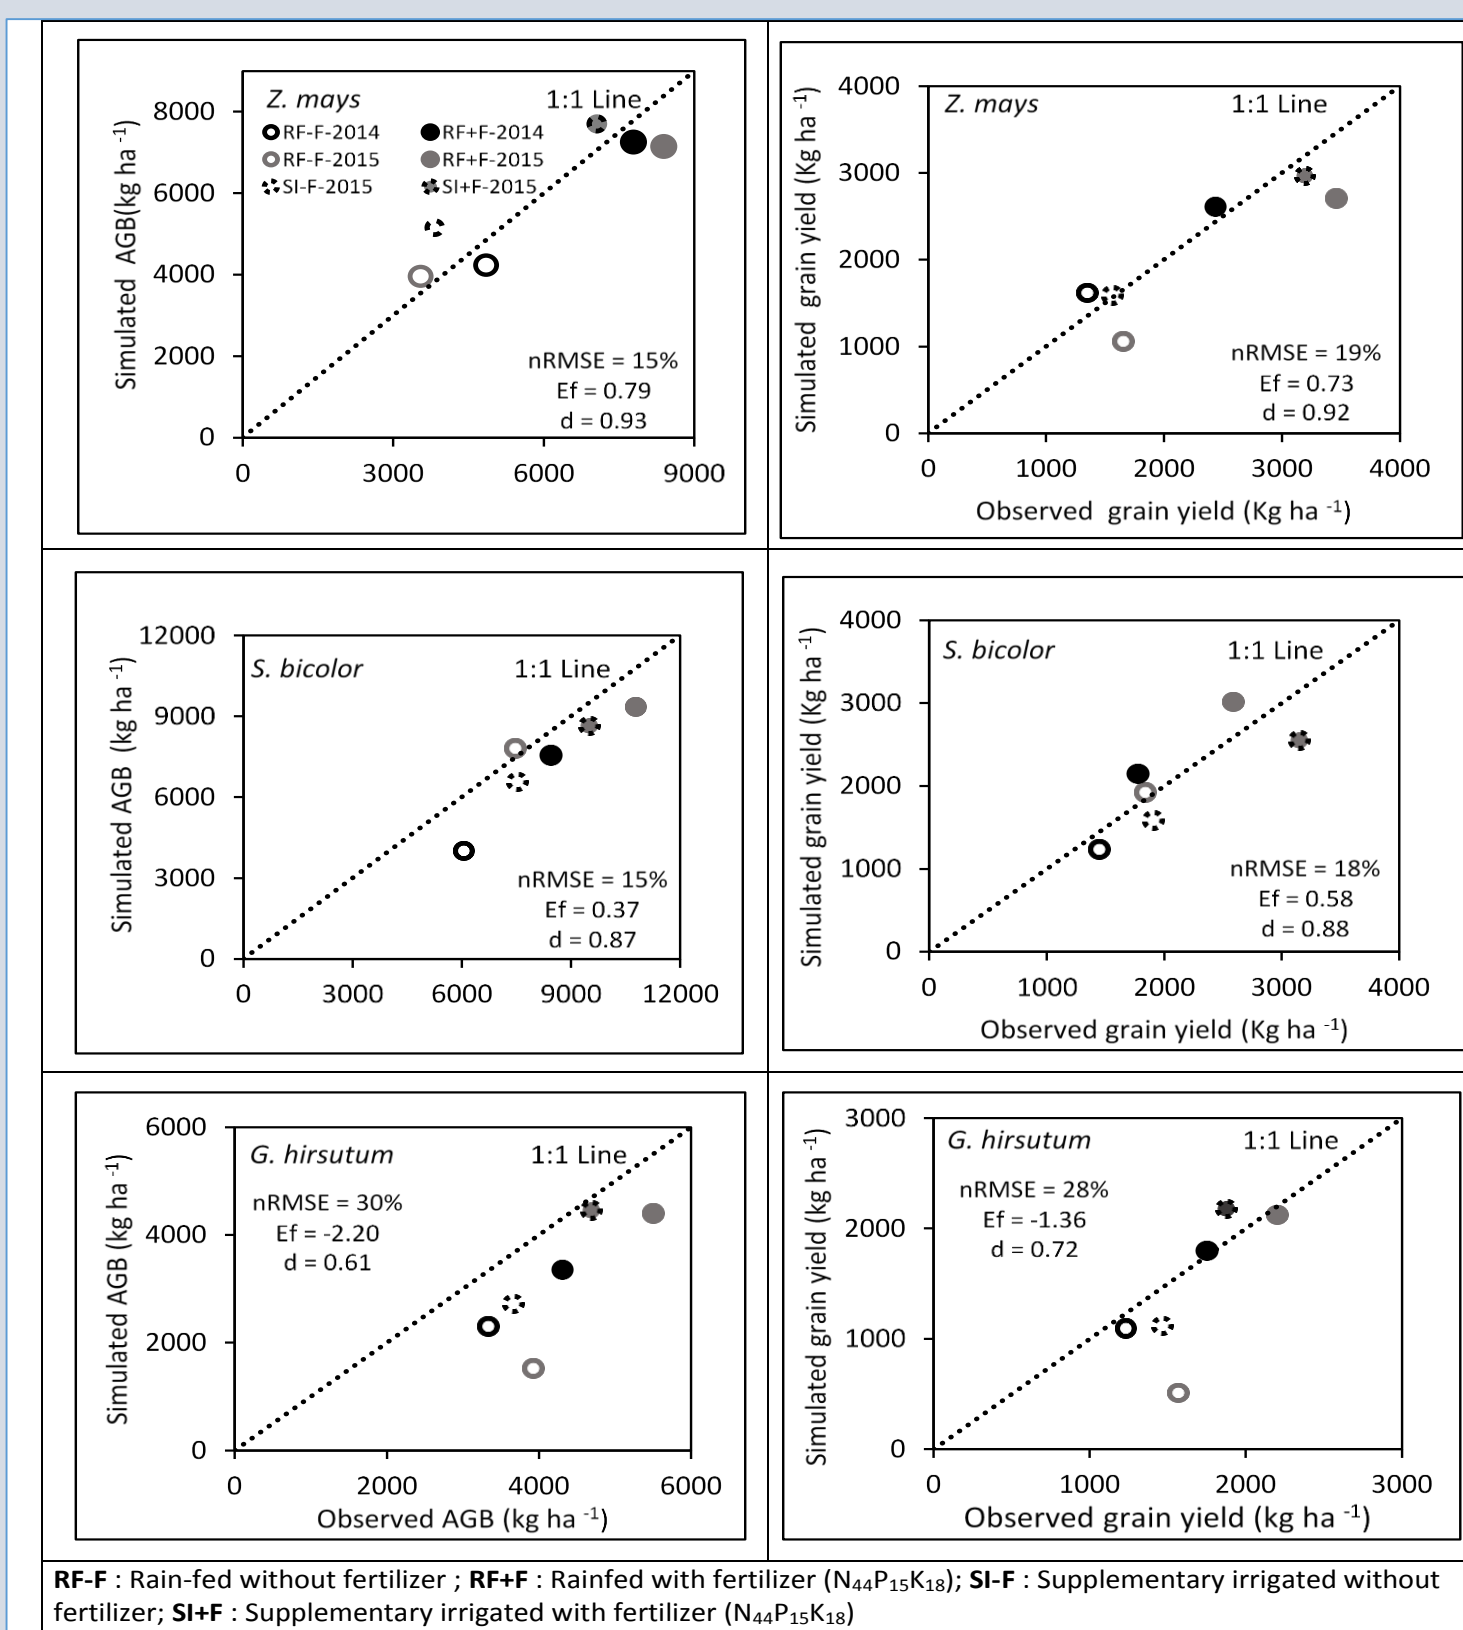 Simulated AGB(kg ha -1)
8000
6000
4000
2000
0
Z. mays 1:1 Line
RF-F-2014 RF+F-2014
RF-F-2015 RF+F-2015
SI-F-2015 SI+F-2015
nRMSE = 15%
Ef = 0.79
d = 0.93
0 3000 6000 9000
Simulated grain yield (Kg ha -1)
4000
3000
2000
1000
0
Z. mays 1:1 Line
nRMSE = 19%
Ef = 0.73
d = 0.92
0 1000 2000 3000 4000
Observed grain yield (Kg ha -1)
Simulated AGB (kg ha -1)
12000
9000
6000
3000
0
S. bicolor 1:1 Line
nRMSE = 15%
Ef = 0.37
d = 0.87
0 3000 6000 9000 12000
Simulated grain yield (Kg ha -1)
4000
3000
2000
1000
0
S. bicolor 1:1 Line
nRMSE = 18%
Ef = 0.58
d = 0.88
0 1000 2000 3000 4000
Observed grain yield (Kg ha -1)
Simulated AGB (kg ha -1)
6000
4000
2000
0
G. hirsutum 1:1 Line
nRMSE = 30%
Ef = -2.20
d = 0.61
0 2000 4000 6000
Observed AGB (kg ha -1)
Simulated grain yield (kg ha -1)
3000
2000
1000
0
G. hirsutum 1:1 Line
nRMSE = 28%
Ef = -1.36
d = 0.72
0 1000 2000 3000
Observed grain yield (kg ha -1)
RF-F : Rain-fed without fertilizer ; RF+F : Rainfed with fertilizer (N44P15K18); SI-F : Supplementary irrigated without
fertilizer; SI+F : Supplementary irrigated with fertilizer (N44P15K18)